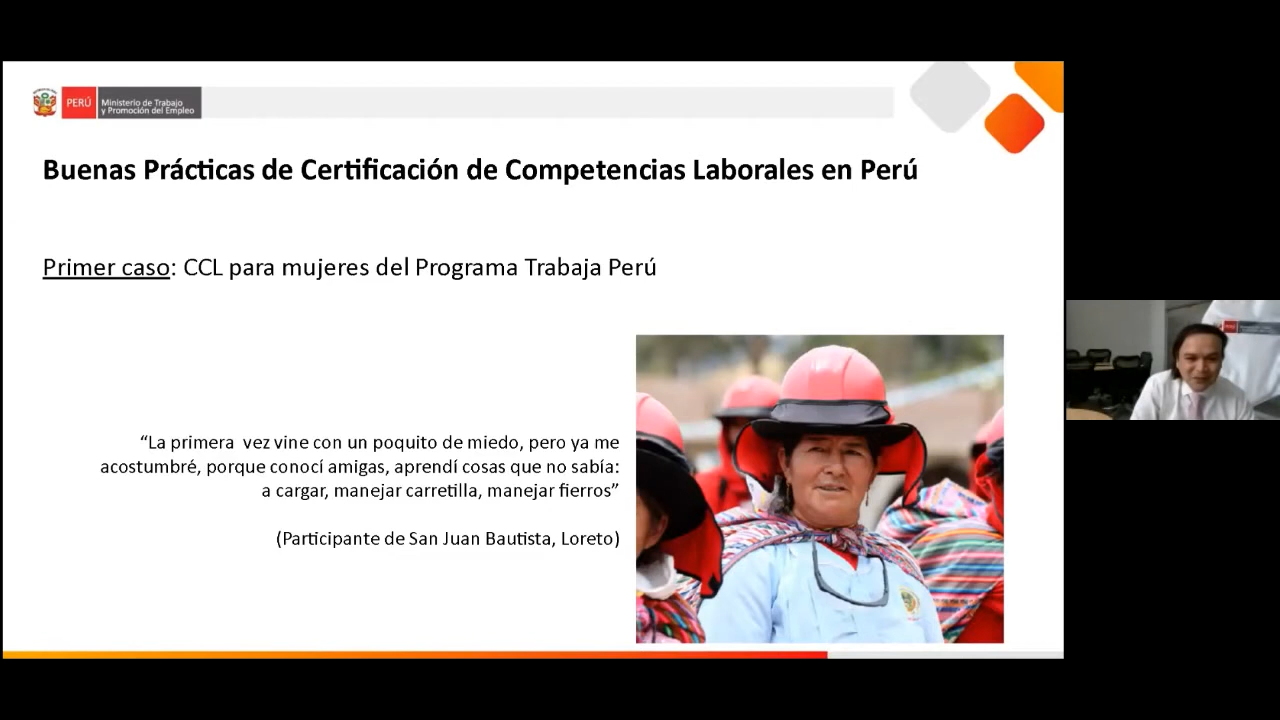 PERÚ
Ministerio de Trabajo
y Promoción del Empleo
Buenas Prácticas de Certificación de Competencias Laborales en Perú
Primer caso: CCL para mujeres del Programa Trabaja Perú
“La primera vez vine con un poquito de miedo, pero ya me
acostumbré, porque conocí amigas, aprendí cosas que no sabía:
a cargar, manejar carretilla, manejar fierros”
(Participante de San Juan Bautista, Loreto)